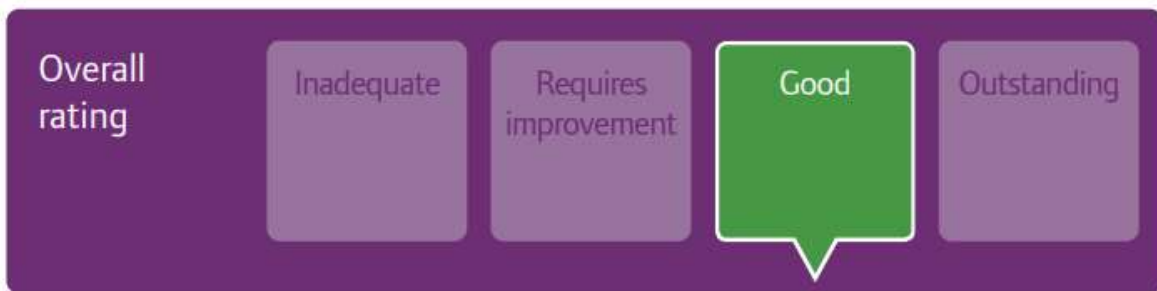 Overall
rating
Inadequate
Requires
improvement
Good
Outstanding